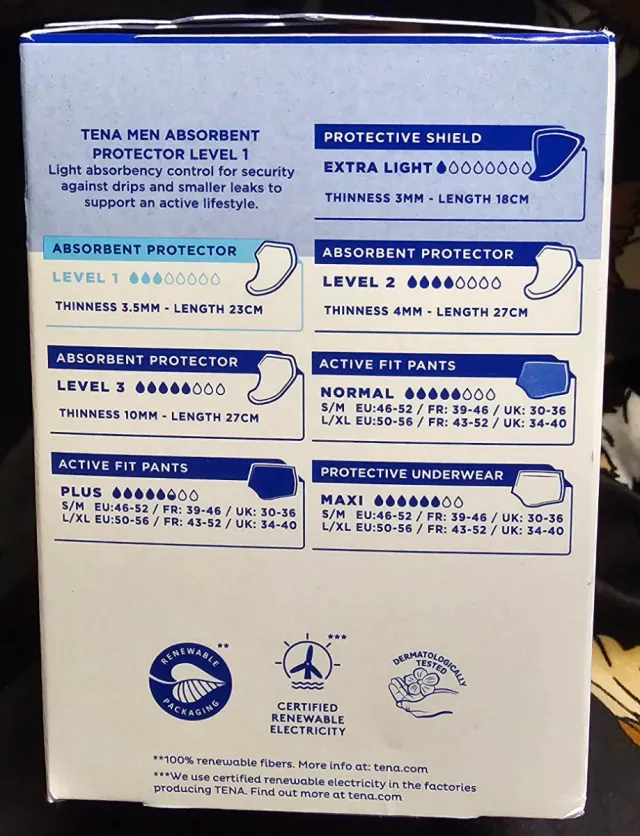 TENA MEN ABSORBENT
PROTECTOR LEVEL 1
Light absorbency control for security
against drips and smaller leaks to
support an active lifestyle.
PROTECTIVE SHIELD
EXTRA LIGHT
THINNESS 3MM - LENGTH 18CM
ABSORBENT PROTECTOR
LEVEL 1
THINNESS 3.5MM - LENGTH 23CM
ABSORBENT PROTECTOR
LEVEL 2
THINNESS 4MM - LENGTH 27CM
ABSORBENT PROTECTOR
LEVEL 3
THINNESS 10MM - LENGTH 27CM
ACTIVE FIT PANTS
NORMAL
S/M EU:46-52 / FR: 39-46 / UK: 30-36
L/XL EU:50-56 / FR: 43-52 / UK: 34-40
ACTIVE FIT PANTS
PLUS
S/M EU:46-52 / FR: 39-46 / UK: 30-36
L/XL EU:50-56 / FR: 43-52 / UK: 34-40
PROTECTIVE UNDERWEAR
MAXI
S/M EU:46-52 / FR: 39-46 / UK: 30-36
L/XL EU:50-56 / FR: 43-52 / UK: 34-40
RENEWABLE
PACKAGING
**
***
CERTIFIED
RENEWABLE
ELECTRICITY
DERMATOLOGICALLY
TESTED
**100% renewable fibers. More info at: tena.com
***We use certified renewable electricity in the factories
producing TENA. Find out more at tena.com